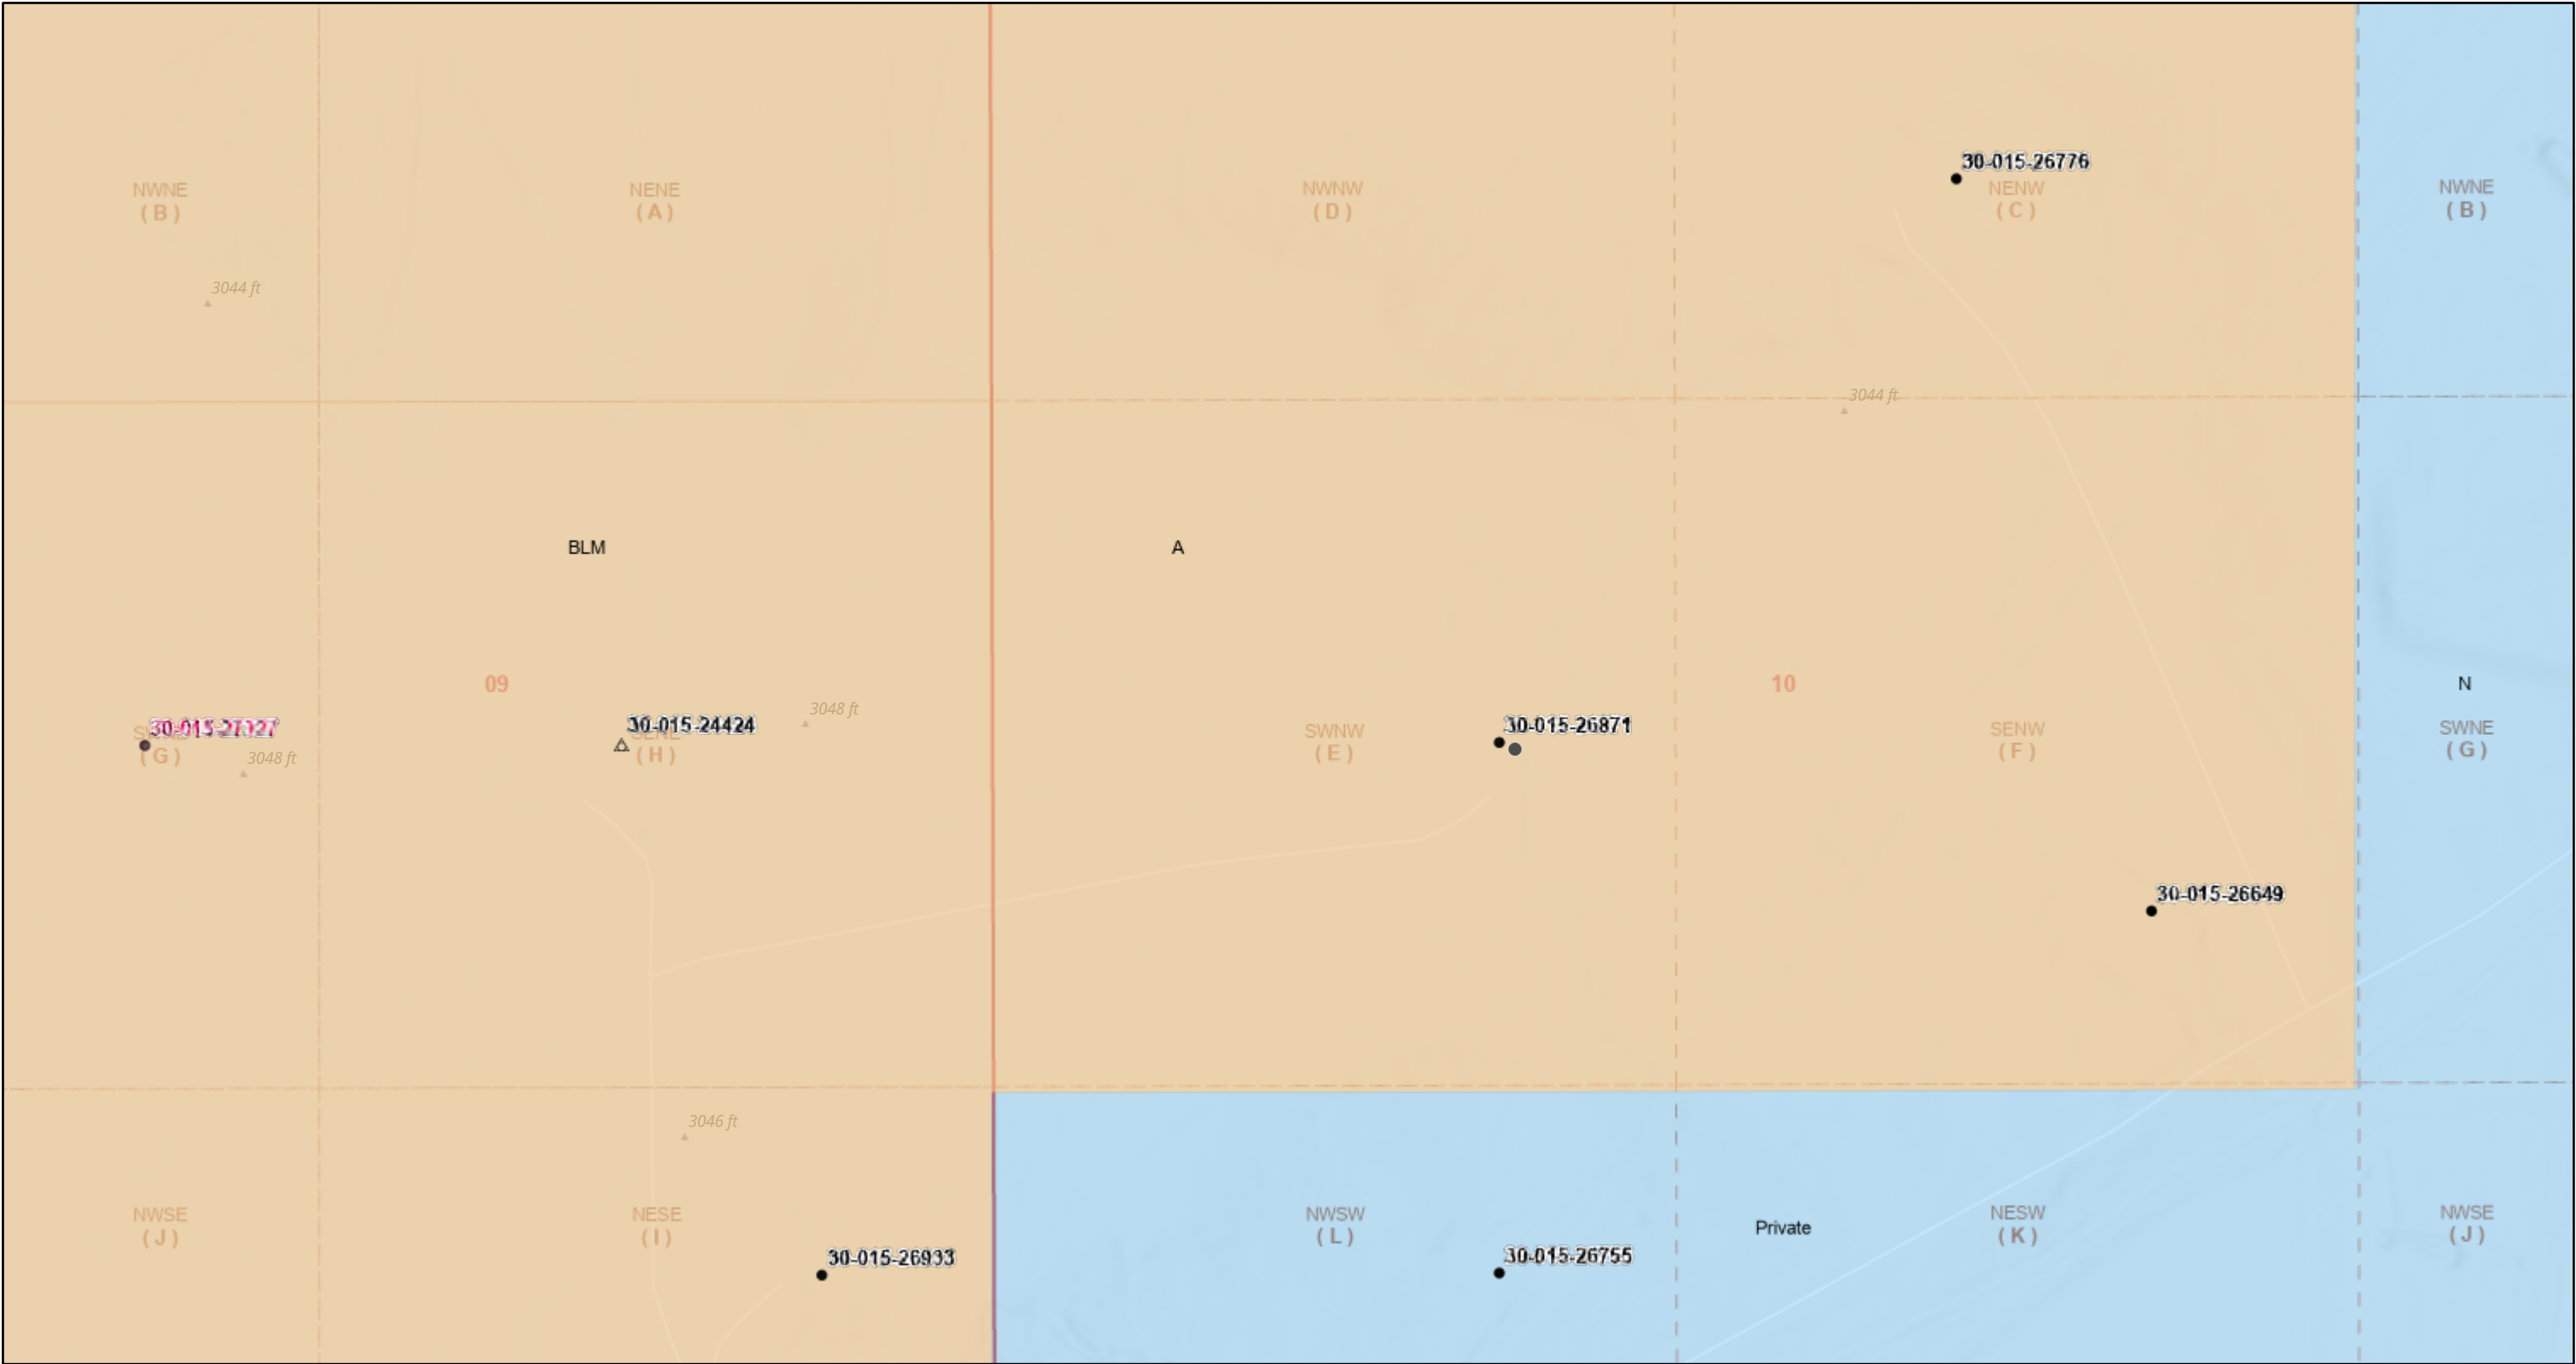 30-015-26776
NWNE
(B)
NENE
(A)
NWNW
(D)
NENW
(C)
NWNE
(B)
3044 ft
3044 ft
BLM
A
09
10
N
3048 ft
30-015-24424
(H)
30-015-26871
SWNW
(E)
SENW
(F)
SWNE
(G)
(G)
3048 ft
30-015-26649
3046 ft
NWSE
(J)
NESE
(I)
NWSW
(L)
NESW
(K)
NWSE
(J)
Private
30-015-26933
30-015-26755